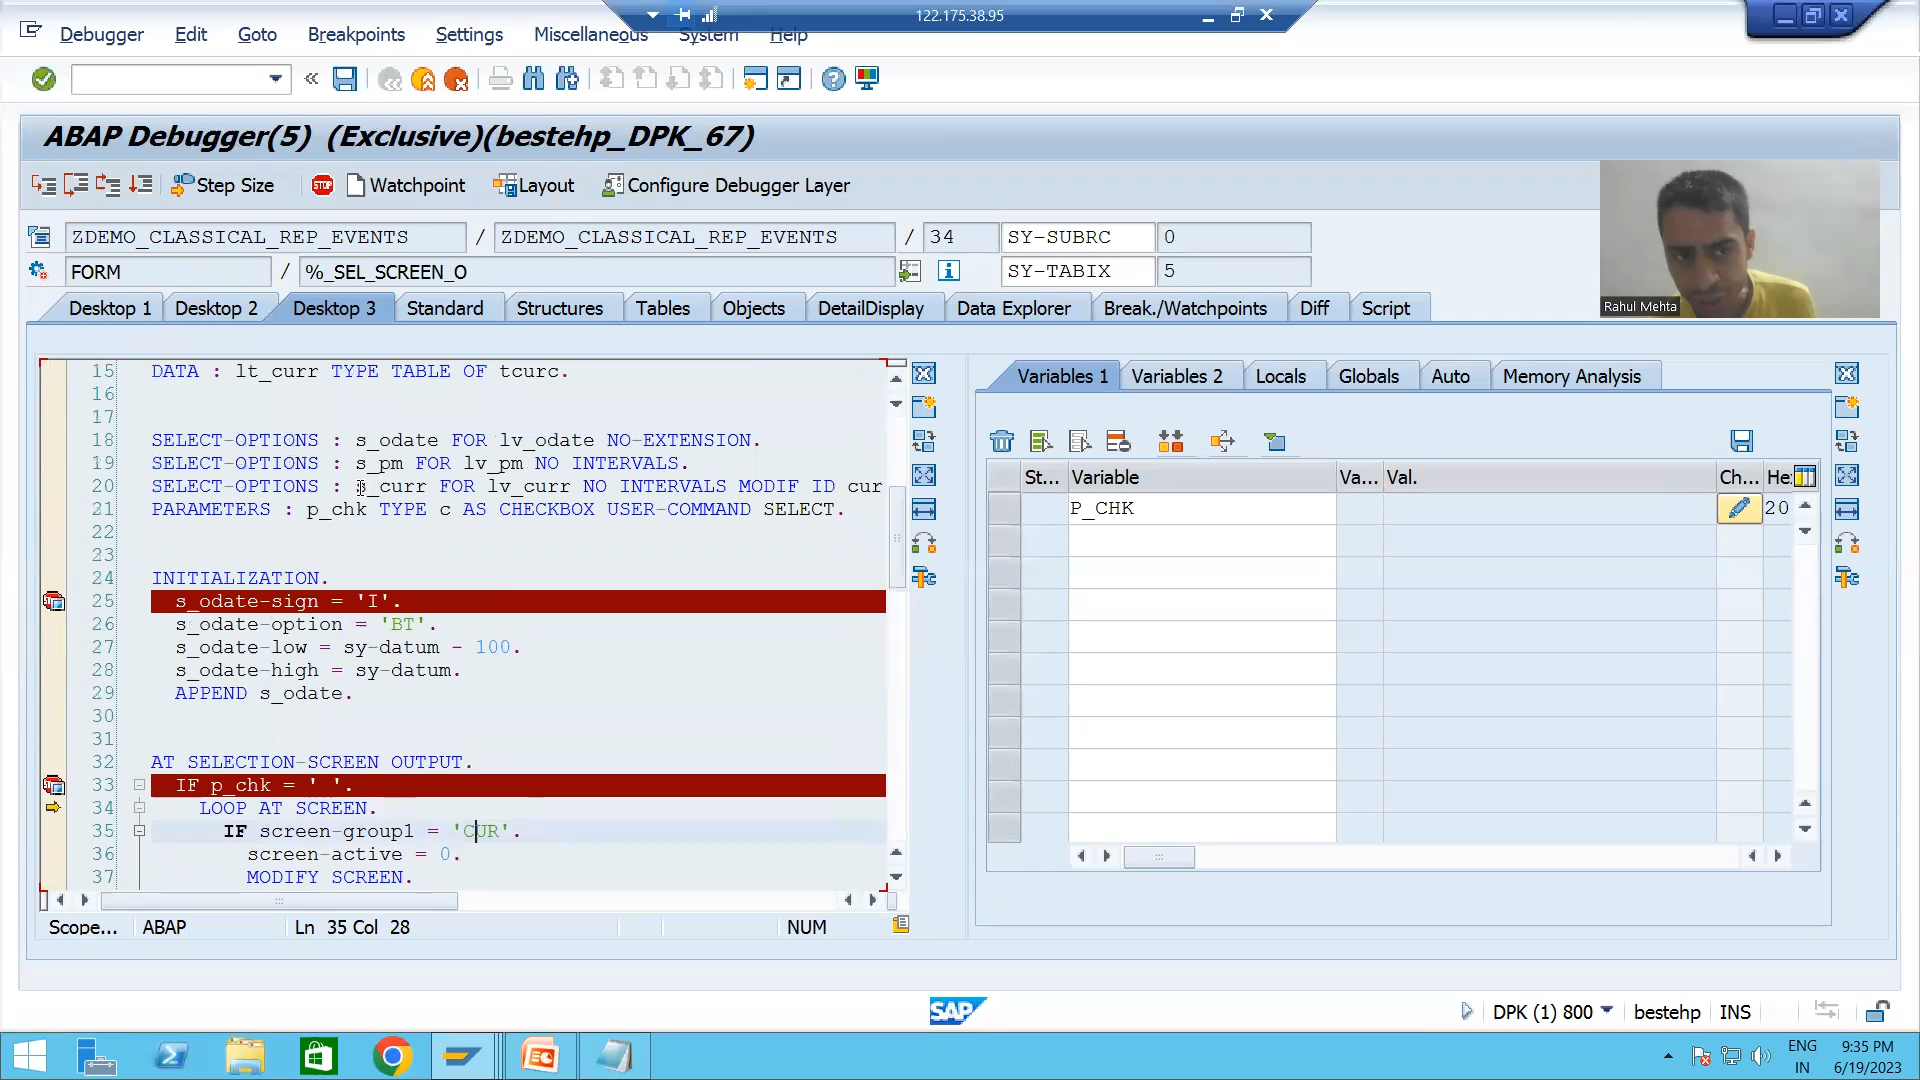 122.175.38.95
Debugger Edit Goto Breakpoints Settings Miscellaneous System Help
ABAP Debugger(5) (Exclusive)(bestehp_DPK_67)
Step Size STOP Watchpoint Layout Configure Debugger Layer
ZDEMO_CLASSICAL_REP_EVENTS / ZDEMO_CLASSICAL_REP_EVENTS / 34 SY-SUBRC 0
FORM / %_SEL_SCREEN_O SY-TABIX 5
Rahul Mehta
Desktop 1 Desktop 2 Desktop 3 Standard Structures Tables Objects DetailDisplay Data Explorer Break./Watchpoints Diff Script
Variables 1 Variables 2 Locals Globals Auto Memory Analysis
St... Variable Va... Val. Ch... He
P_CHK 20
15 DATA : lt_curr TYPE TABLE OF tcurc.
16
17
18 SELECT-OPTIONS : s_odate FOR lv_odate NO-EXTENSION.
19 SELECT-OPTIONS : s_pm FOR lv_pm NO INTERVALS.
20 SELECT-OPTIONS : s_curr FOR lv_curr NO INTERVALS MODIF ID cur
21 PARAMETERS : p_chk TYPE c AS CHECKBOX USER-COMMAND SELECT.
22
23
24 INITIALIZATION.
25 s_odate-sign = 'I'.
26 s_odate-option = 'BT'.
27 s_odate-low = sy-datum - 100.
28 s_odate-high = sy-datum.
29 APPEND s_odate.
30
31
32 AT SELECTION-SCREEN OUTPUT.
33 IF p_chk = ' '.
34 LOOP AT SCREEN.
35 IF screen-group1 = 'CUR'.
36 screen-active = 0.
37 MODIFY SCREEN.
Scope... ABAP Ln 35 Col 28 NUM
SAP DPK (1) 800 bestehp INS
ENG 9:35 PM
IN 6/19/2023